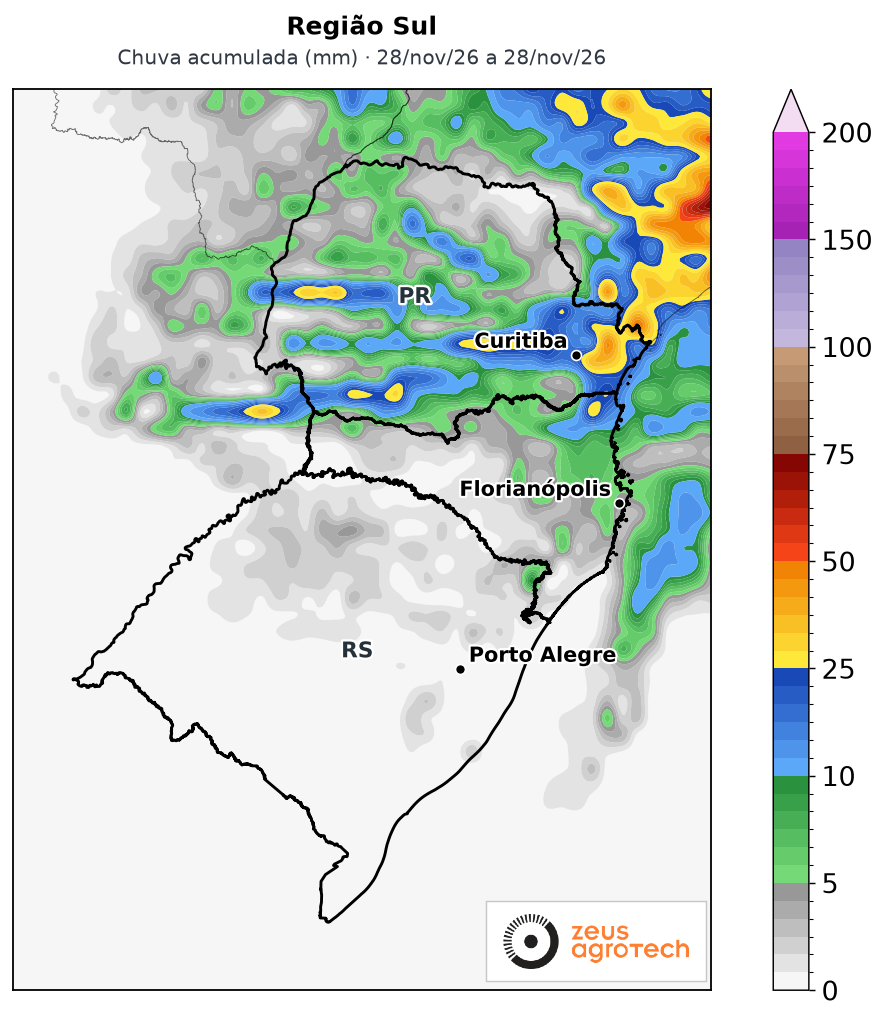 Região Sul
Chuva acumulada (mm) · 28/nov/26 a 28/nov/26
200
150
100
75
50
25
10
5
0
PR
Curitiba
Florianópolis
RS
Porto Alegre
zeus
agrotech